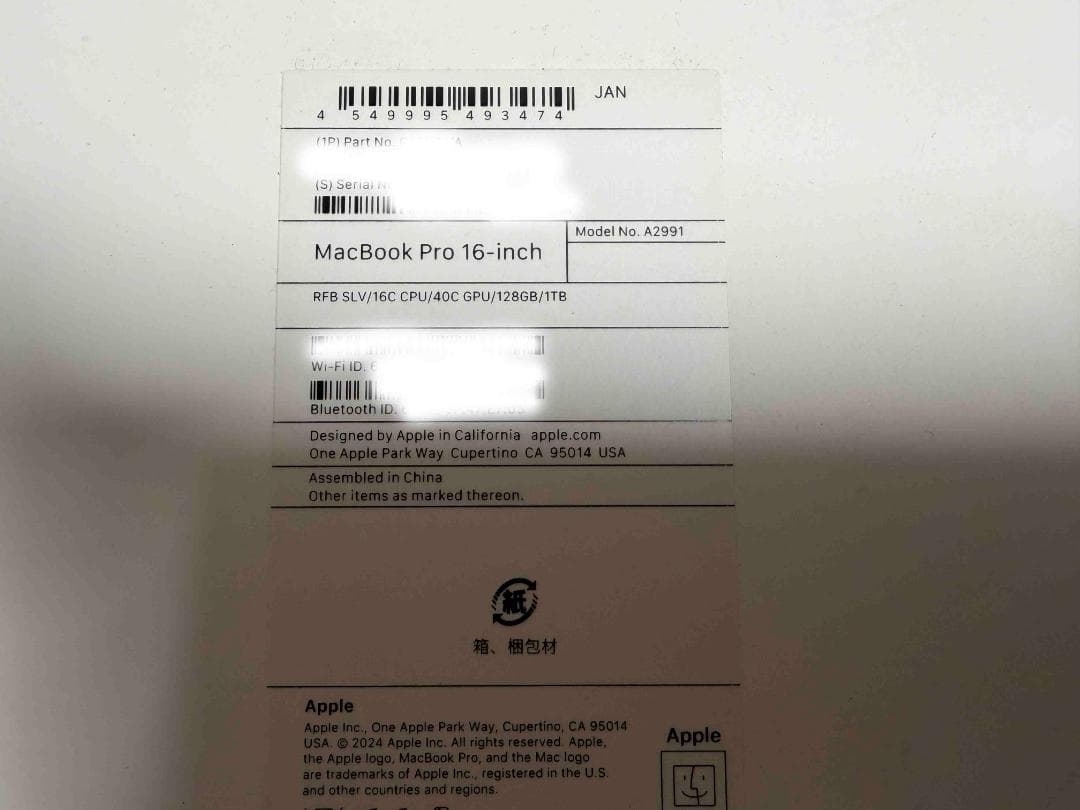 JAN
4 549995 493474
(1P) Part No.
(S) Serial
MacBook Pro 16-inch
Model No. A2991
RFB SLV/16C CPU/40C GPU/128GB/1TB
Wi-Fi ID.
Bluetooth ID.
Designed by Apple in California apple.com
One Apple Park Way Cupertino CA 95014 USA
Assembled in China
Other items as marked thereon.
紙
箱、梱包材
Apple
Apple Inc., One Apple Park Way, Cupertino, CA 95014
USA. © 2024 Apple Inc. All rights reserved. Apple,
the Apple logo, MacBook Pro, and the Mac logo
are trademarks of Apple Inc., registered in the U.S.
and other countries and regions.
Apple